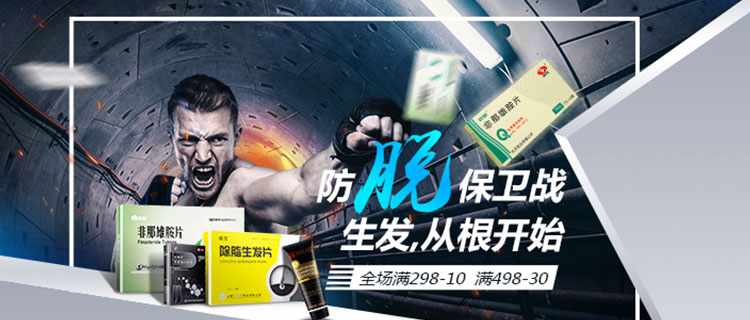 防脱保卫战
生发,从根开始
全场满298-10 满498-30
非那雄胺片
非那雄胺片
Finasteride Tablets
除脂生发片